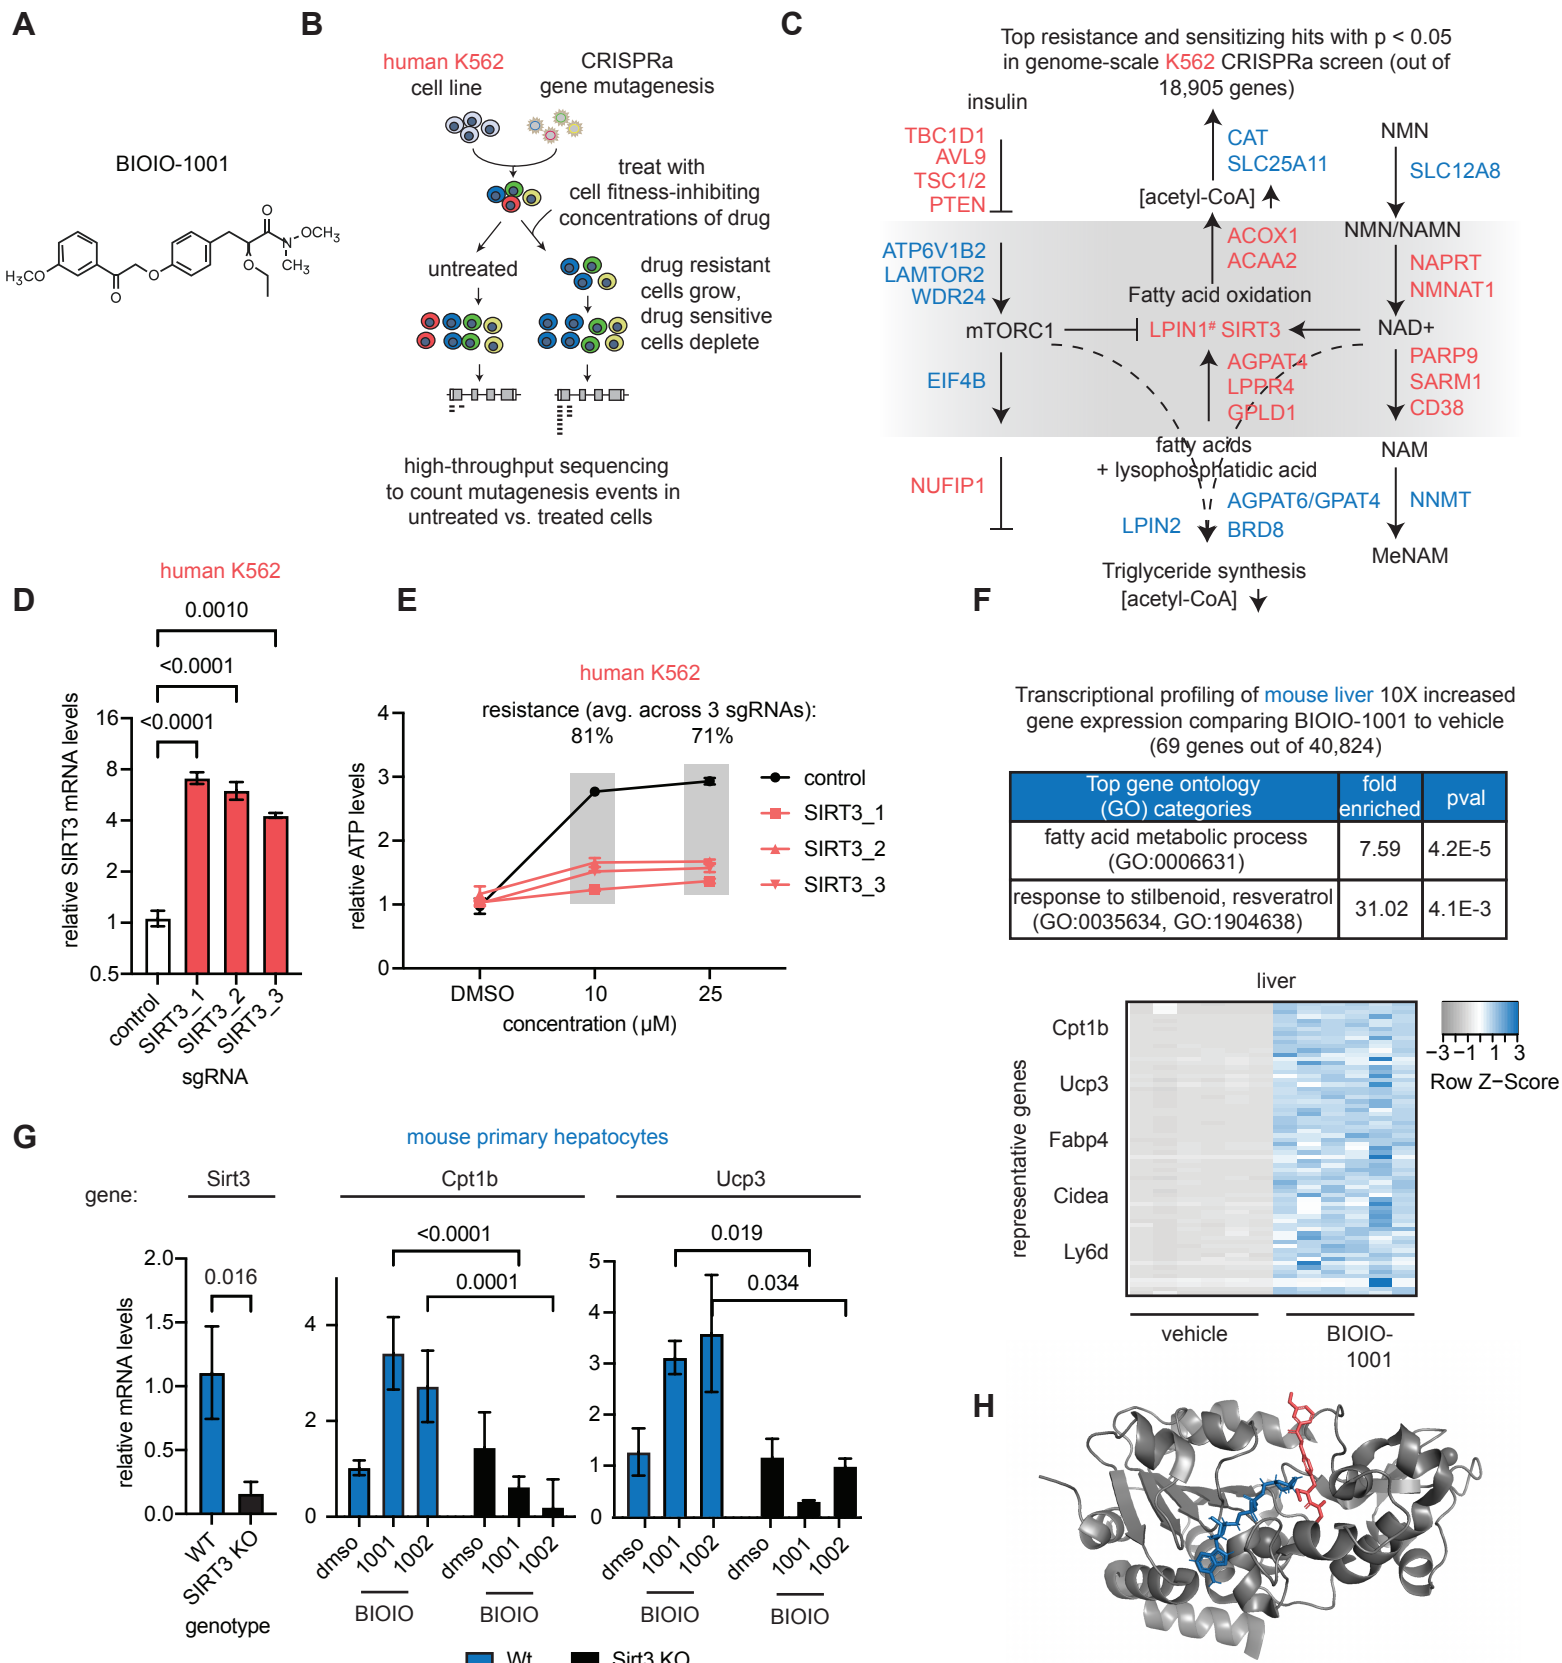 A
BIOIO-1001
H3CO
O
O
O
N
OCH3
CH3
O
B
human K562
cell line
CRISPRa
gene mutagenesis
treat with
cell fitness-inhibiting
concentrations of drug
untreated
drug resistant
cells grow,
drug sensitive
cells deplete
high-throughput sequencing
to count mutagenesis events in
untreated vs. treated cells
C
Top resistance and sensitizing hits with p < 0.05
in genome-scale K562 CRISPRa screen (out of
18,905 genes)
insulin
TBC1D1
AVL9
TSC1/2
PTEN
ATP6V1B2
LAMTOR2
WDR24
mTORC1
EIF4B
NUFIP1
CAT
SLC25A11
[acetyl-CoA]
ACOX1
ACAA2
Fatty acid oxidation
LPIN1# SIRT3
AGPAT4
LPPR4
GPLD1
fatty acids
+ lysophosphatidic acid
AGPAT6/GPAT4
LPIN2
BRD8
Triglyceride synthesis
[acetyl-CoA]
NMN
SLC12A8
NMN/NAMN
NAPRT
NMNAT1
NAD+
PARP9
SARM1
CD38
NAM
NNMT
MeNAM
D
human K562
0.0010
<0.0001
<0.0001
relative SIRT3 mRNA levels
16
8
4
2
1
0.5
control
SIRT3_1
SIRT3_2
SIRT3_3
sgRNA
E
human K562
resistance (avg. across 3 sgRNAs):
81% 71%
relative ATP levels
4
3
2
1
0
DMSO 10 25
concentration (µM)
control
SIRT3_1
SIRT3_2
SIRT3_3
F
Transcriptional profiling of mouse liver 10X increased
gene expression comparing BIOIO-1001 to vehicle
(69 genes out of 40,824)
Top gene ontology
(GO) categories
fold
enriched
pval
fatty acid metabolic process
(GO:0006631)
7.59
4.2E-5
response to stilbenoid, resveratrol
(GO:0035634, GO:1904638)
31.02
4.1E-3
liver
representative genes
Cpt1b
Ucp3
Fabp4
Cidea
Ly6d
−3 −1 1 3
Row Z−Score
vehicle
BIOIO-
1001
G
mouse primary hepatocytes
gene:
Sirt3
Cpt1b
Ucp3
relative mRNA levels
2.0
1.5
1.0
0.5
0.0
0.016
WT
SIRT3 KO
genotype
<0.0001
0.0001
4
2
0
dmso
1001
1002
dmso
1001
1002
BIOIO
BIOIO
0.019
0.034
5
4
3
2
1
0
dmso
1001
1002
dmso
1001
1002
BIOIO
BIOIO
Wt
Sirt3 KO
H